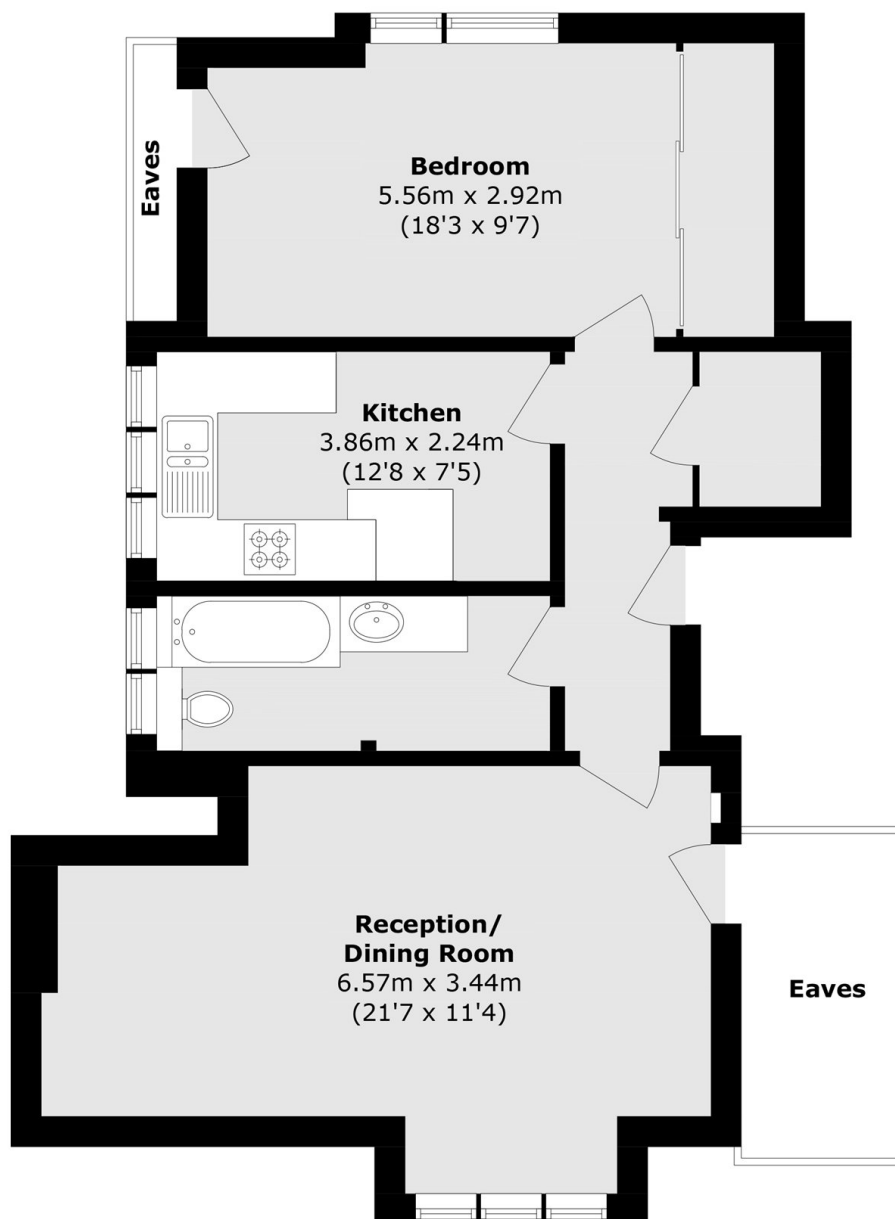 Eaves
Bedroom
5.56m x 2.92m
(18'3 x 9'7)
Kitchen
3.86m x 2.24m
(12'8 x 7'5)
Reception/
Dining Room
6.57m x 3.44m
(21'7 x 11'4)
Eaves